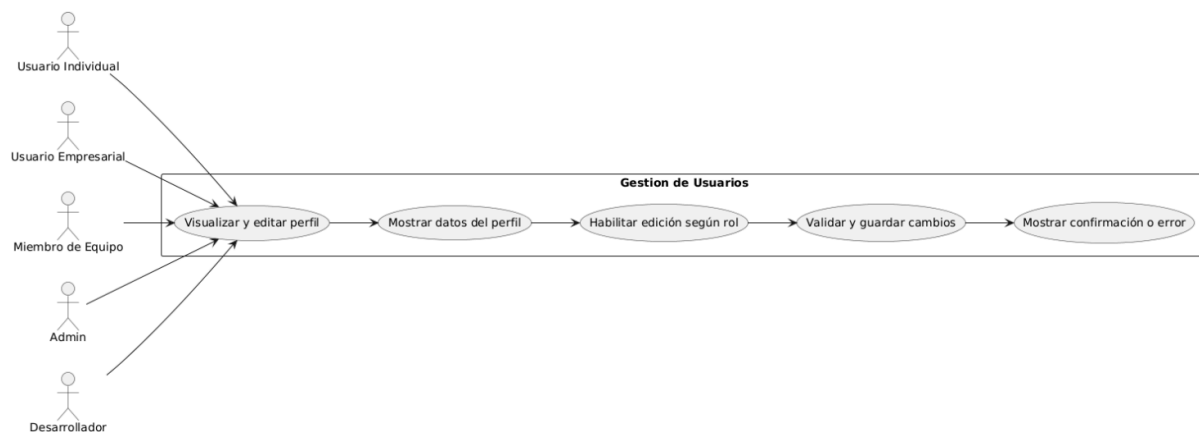 Usuario Individual
Usuario Empresarial
Gestion de Usuarios
Visualizar y editar perfil
Mostrar datos del perfil
Habilitar edición según rol
Validar y guardar cambios
Mostrar confirmación o error
Miembro de Equipo
Admin
Desarrollador